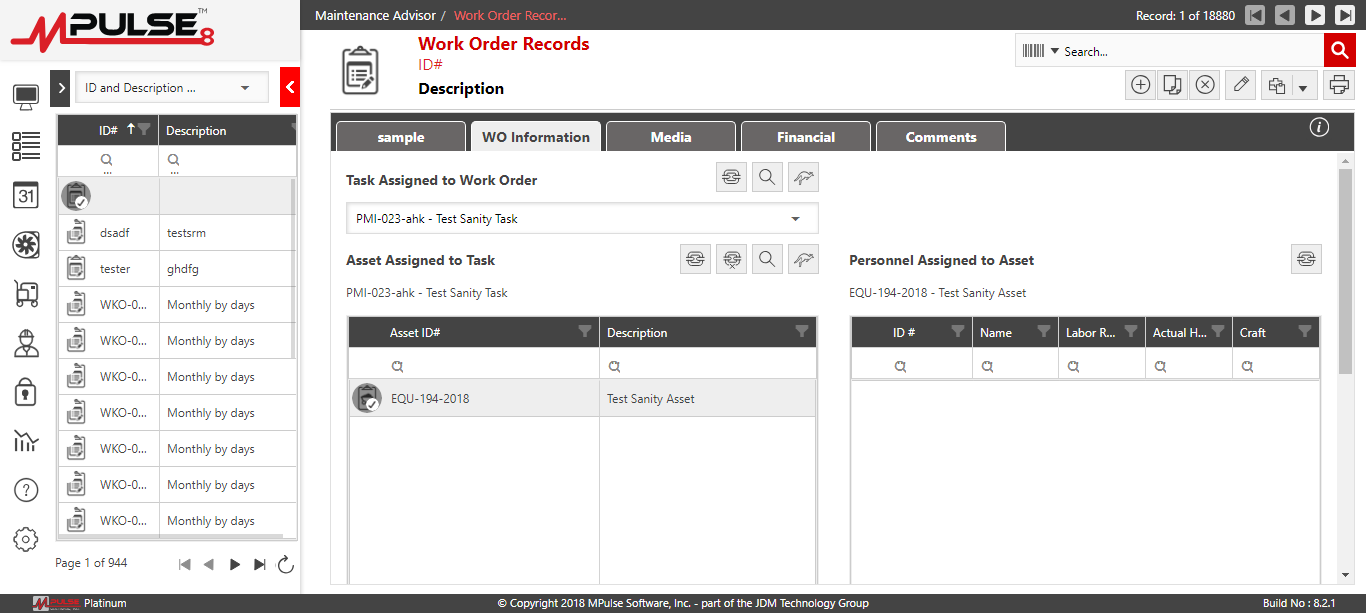 MPULSE 8 TM
Maintenance Advisor / Work Order Recor...
Record: 1 of 18880
Work Order Records
ID#
Description
Search...
ID and Description ...
ID#
Description
...
...
dsadf testsrm
tester ghdfg
WKO-0... Monthly by days
WKO-0... Monthly by days
WKO-0... Monthly by days
WKO-0... Monthly by days
WKO-0... Monthly by days
WKO-0... Monthly by days
WKO-0... Monthly by days
Page 1 of 944
31
?
sample
WO Information
Media
Financial
Comments
i
Task Assigned to Work Order
PMI-023-ahk - Test Sanity Task
Asset Assigned to Task
PMI-023-ahk - Test Sanity Task
Asset ID# Description
EQU-194-2018 Test Sanity Asset
Personnel Assigned to Asset
EQU-194-2018 - Test Sanity Asset
ID # Name Labor R... Actual H... Craft
MPULSE Platinum
© Copyright 2018 MPulse Software, Inc. - part of the JDM Technology Group
Build No : 8.2.1